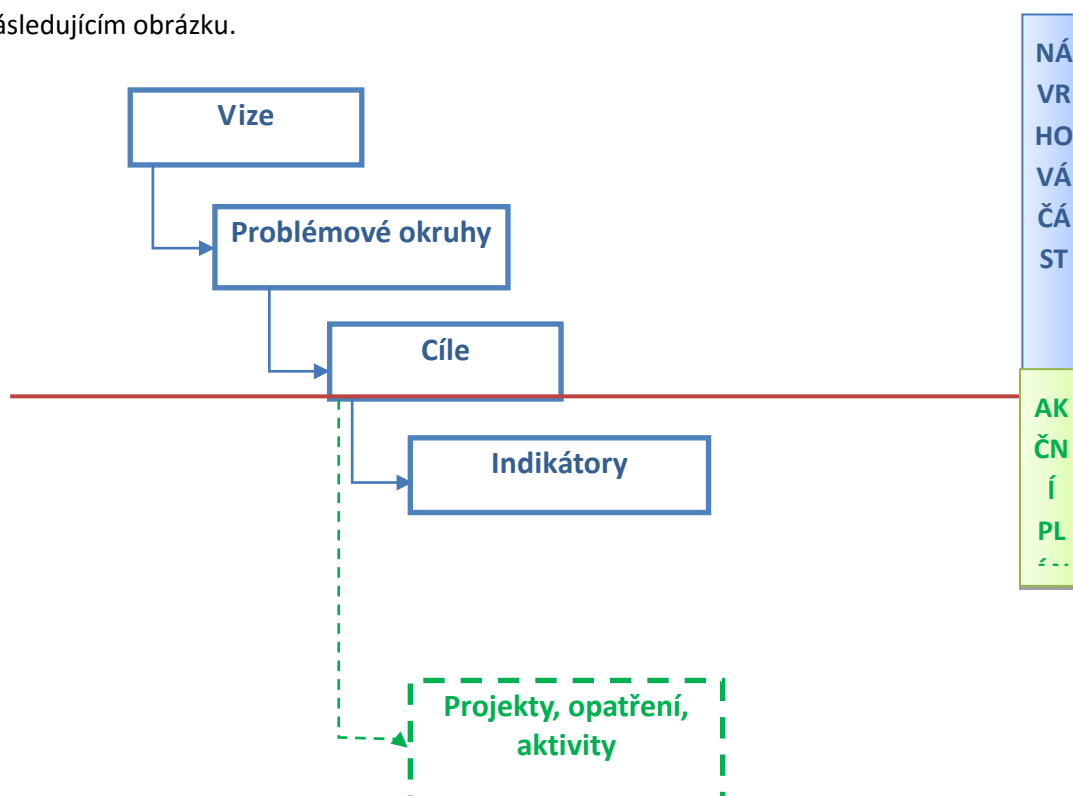 ásledujícím obrázku.
Vize
Problémové okruhy
Cíle
Indikátory
Projekty, opatření,
aktivity
NÁ
VR
HO
VÁ
ČÁ
ST
AK
ČN
Í
PL